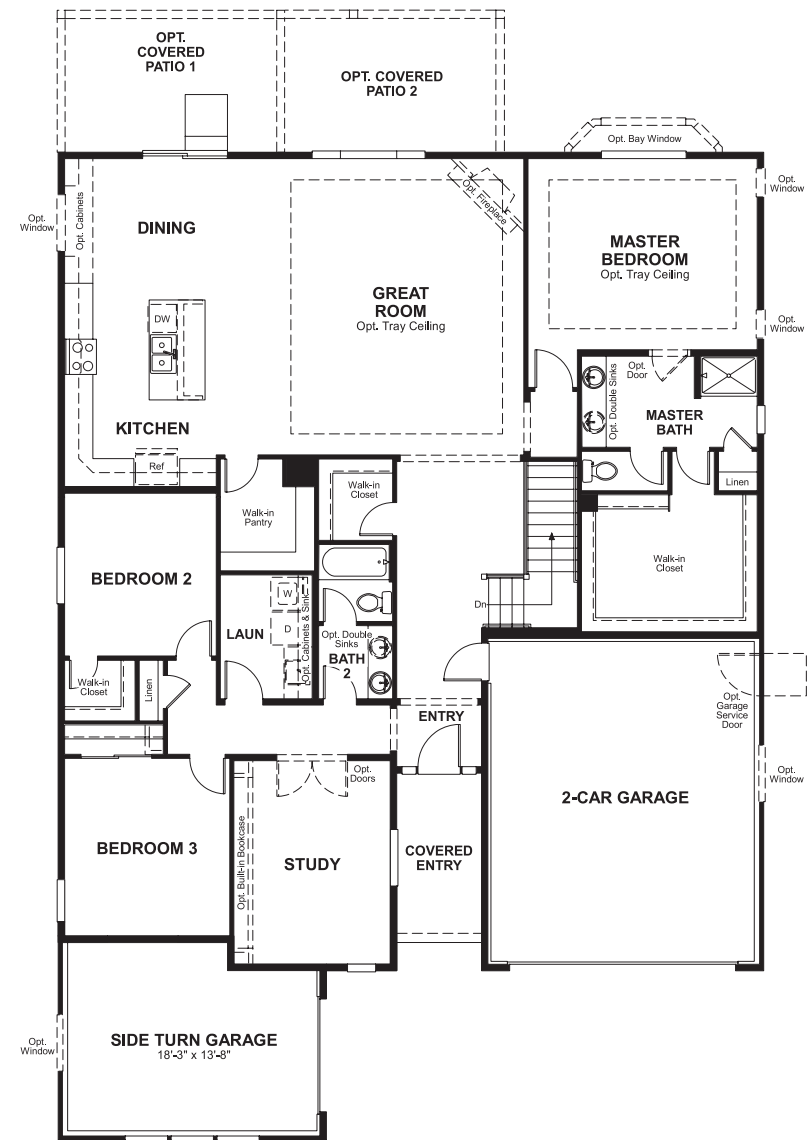 OPT.
COVERED
PATIO 1
OPT. COVERED
PATIO 2
Opt. Bay Window
Opt.
Window
Opt.
Window
Opt. Cabinets
DINING
Opt. Fireplace
MASTER
BEDROOM
Opt. Tray Ceiling
GREAT
ROOM
Opt. Tray Ceiling
DW
Opt.
Window
Opt. Double Sinks
Opt.
Door
MASTER
BATH
KITCHEN
Ref
Linen
Walk-in
Closet
Walk-in
Pantry
Walk-in
Closet
BEDROOM 2
W
D
LAUN
Opt. Cabinets & Sink
Dn
Opt. Double
Sinks
BATH
2
Walk-in
Closet
Linen
ENTRY
Opt.
Garage
Service
Door
Opt.
Doors
Opt.
Window
2-CAR GARAGE
BEDROOM 3
Opt. Built-in Bookcase
STUDY
COVERED
ENTRY
Opt.
Window
SIDE TURN GARAGE
18'-3" x 13'-8"